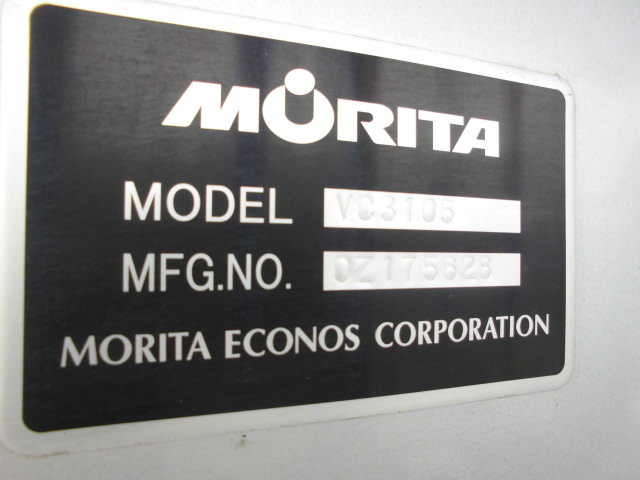 MORITA
MODEL VC3105
MFG.NO. 0Z175628
MORITA ECONOS CORPORATION